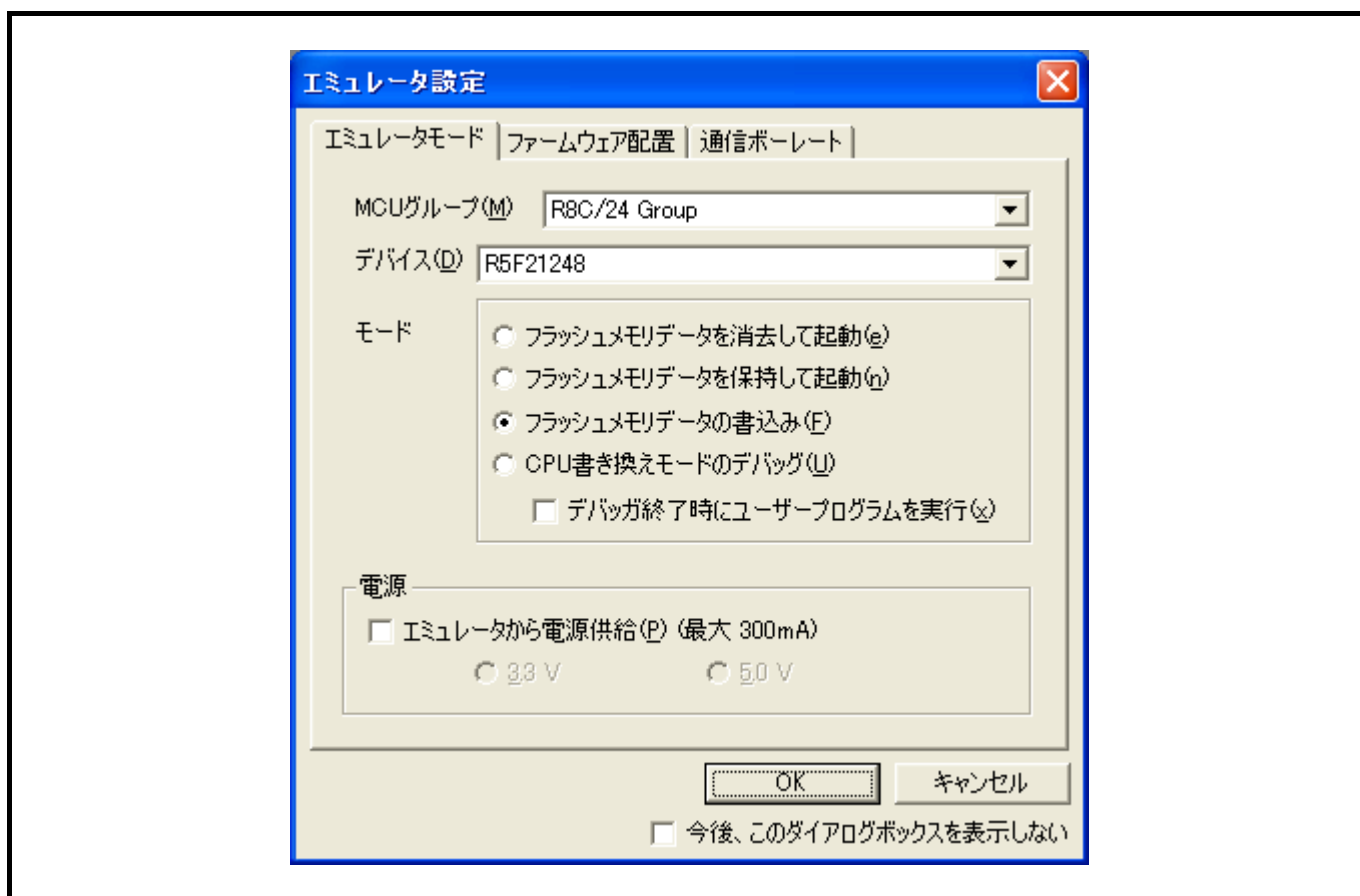 エミュレータ設定
エミュレータモード ファームウェア配置 通信ボーレート
MCUグループ(M) R8C/24 Group
デバイス(D) R5F21248
モード
フラッシュメモリデータを消去して起動(e)
フラッシュメモリデータを保持して起動(n)
フラッシュメモリデータの書込み(F)
CPU書き換えモードのデバッグ(U)
デバッガ終了時にユーザープログラムを実行(x)
電源
エミュレータから電源供給(P) (最大 300mA)
3.3 V 5.0 V
OK キャンセル
今後、このダイアログボックスを表示しない